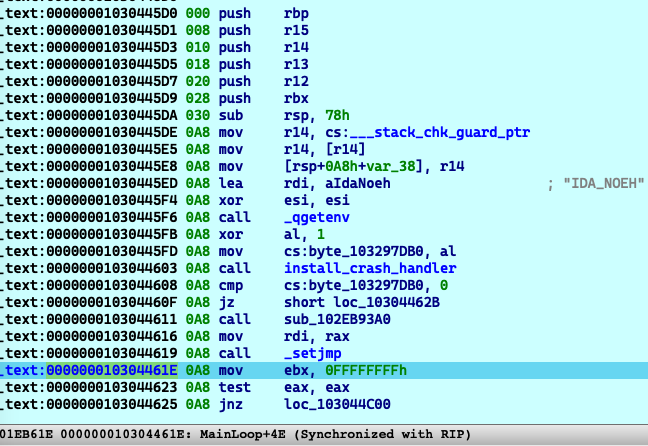 _text:00000001030445D0 000 push    rbp
_text:00000001030445D1 008 push    r15
_text:00000001030445D3 010 push    r14
_text:00000001030445D5 018 push    r13
_text:00000001030445D7 020 push    r12
_text:00000001030445D9 028 push    rbx
_text:00000001030445DA 030 sub     rsp, 78h
_text:00000001030445DE 0A8 mov     r14, cs:___stack_chk_guard_ptr
_text:00000001030445E5 0A8 mov     r14, [r14]
_text:00000001030445E8 0A8 mov     [rsp+0A8h+var_38], r14
_text:00000001030445ED 0A8 lea     rdi, aIdaNoeh                   ; "IDA_NOEH"
_text:00000001030445F4 0A8 xor     esi, esi
_text:00000001030445F6 0A8 call    _qgetenv
_text:00000001030445FB 0A8 xor     al, 1
_text:00000001030445FD 0A8 mov     cs:byte_103297DB0, al
_text:0000000103044603 0A8 call    install_crash_handler
_text:0000000103044608 0A8 cmp     cs:byte_103297DB0, 0
_text:000000010304460F 0A8 jz      short loc_10304462B
_text:0000000103044611 0A8 call    sub_102EB93A0
_text:0000000103044616 0A8 mov     rdi, rax
_text:0000000103044619 0A8 call    _setjmp
_text:000000010304461E 0A8 mov     ebx, 0FFFFFFFFh
_text:0000000103044623 0A8 test    eax, eax
_text:0000000103044625 0A8 jnz     loc_103044C00
01EB61E 000000010304461E: MainLoop+4E (Synchronized with RIP)